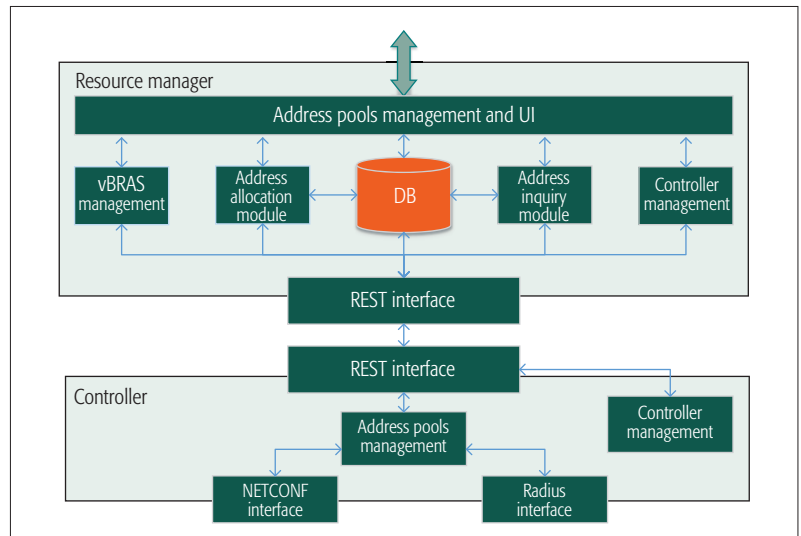 Resource manager
Address pools management and UI
vBRAS
management
Address
allocation
module
DB
Address
inquiry
module
Controller
management
REST interface
REST interface
Controller
Address pools
management
Controller
management
NETCONF
interface
Radius
interface